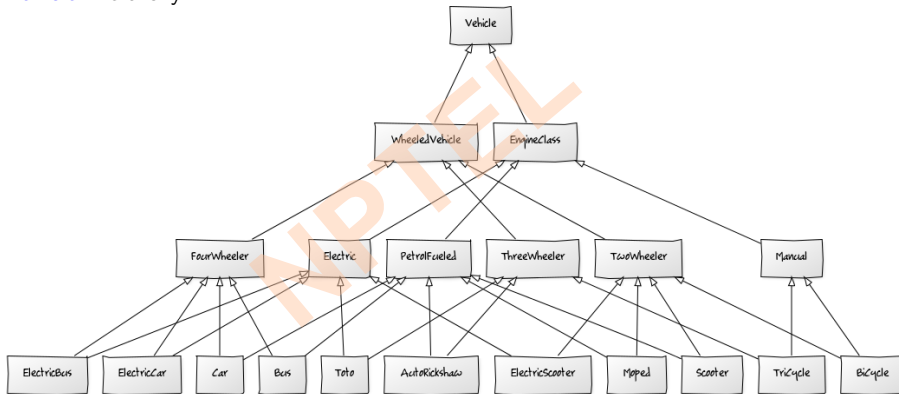 Vehicle
WheeledVehicle EngineClass
FourWheeler Electric PetrolFueled ThreeWheeler TwoWheeler Manual
ElectricBus ElectricCar Car Bus Toto AutoRickshaw ElectricScooter Moped Scooter TriCycle BiCycle
NPTEL